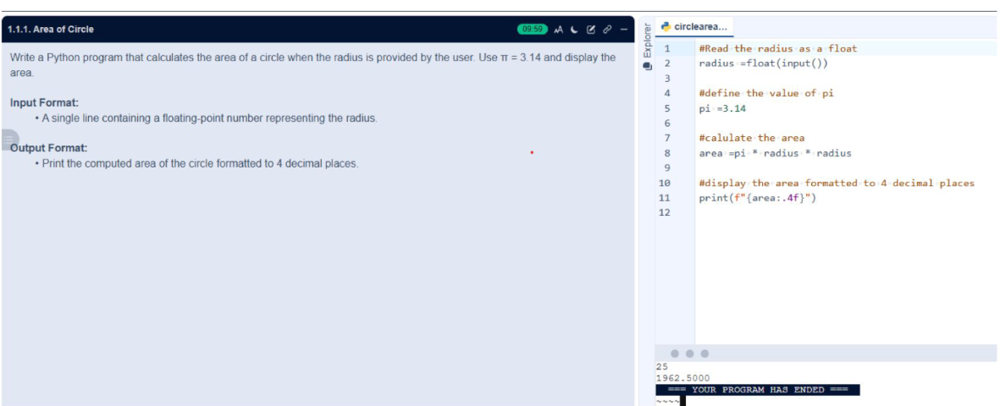 1.1.1. Area of Circle
09:59
AA
Write a Python program that calculates the area of a circle when the radius is provided by the user. Use π = 3.14 and display the
area.
Input Format:
• A single line containing a floating-point number representing the radius.
Output Format:
• Print the computed area of the circle formatted to 4 decimal places.
Explorer
circlearea...
1 #Read the radius as a float
2 radius =float(input())
3
4 #define the value of pi
5 pi =3.14
6
7 #calulate the area
8 area =pi * radius * radius
9
10 #display the area formatted to 4 decimal places
11 print(f"{area:.4f}")
12
25
1962.5000
=== YOUR PROGRAM HAS ENDED ===
~~~~